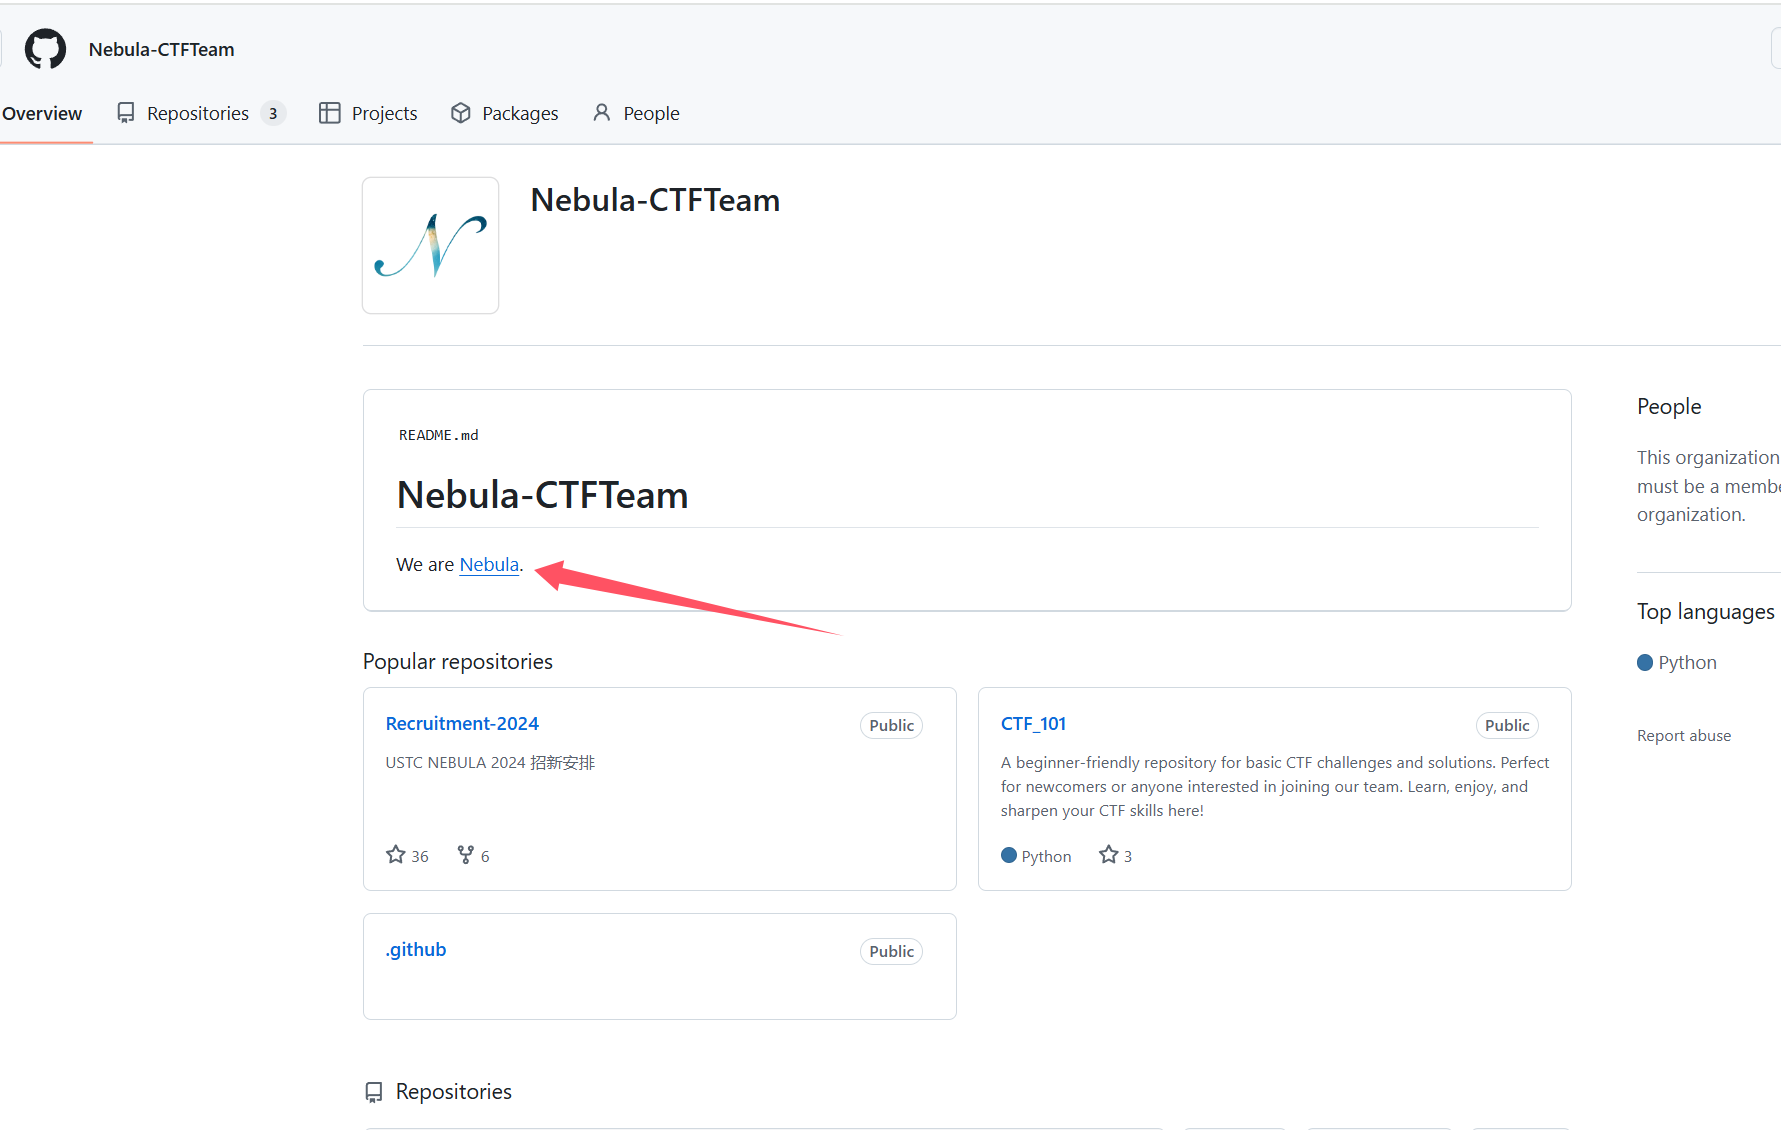 Nebula-CTFTeam
Overview
Repositories 3
Projects
Packages
People
Nebula-CTFTeam
README.md
Nebula-CTFTeam
We are Nebula.
People
This organization
must be a membe
organization.
Top languages
Python
Report abuse
Popular repositories
Recruitment-2024
Public
USTC NEBULA 2024 招新安排
36
6
CTF_101
Public
A beginner-friendly repository for basic CTF challenges and solutions. Perfect
for newcomers or anyone interested in joining our team. Learn, enjoy, and
sharpen your CTF skills here!
Python
3
.github
Public
Repositories